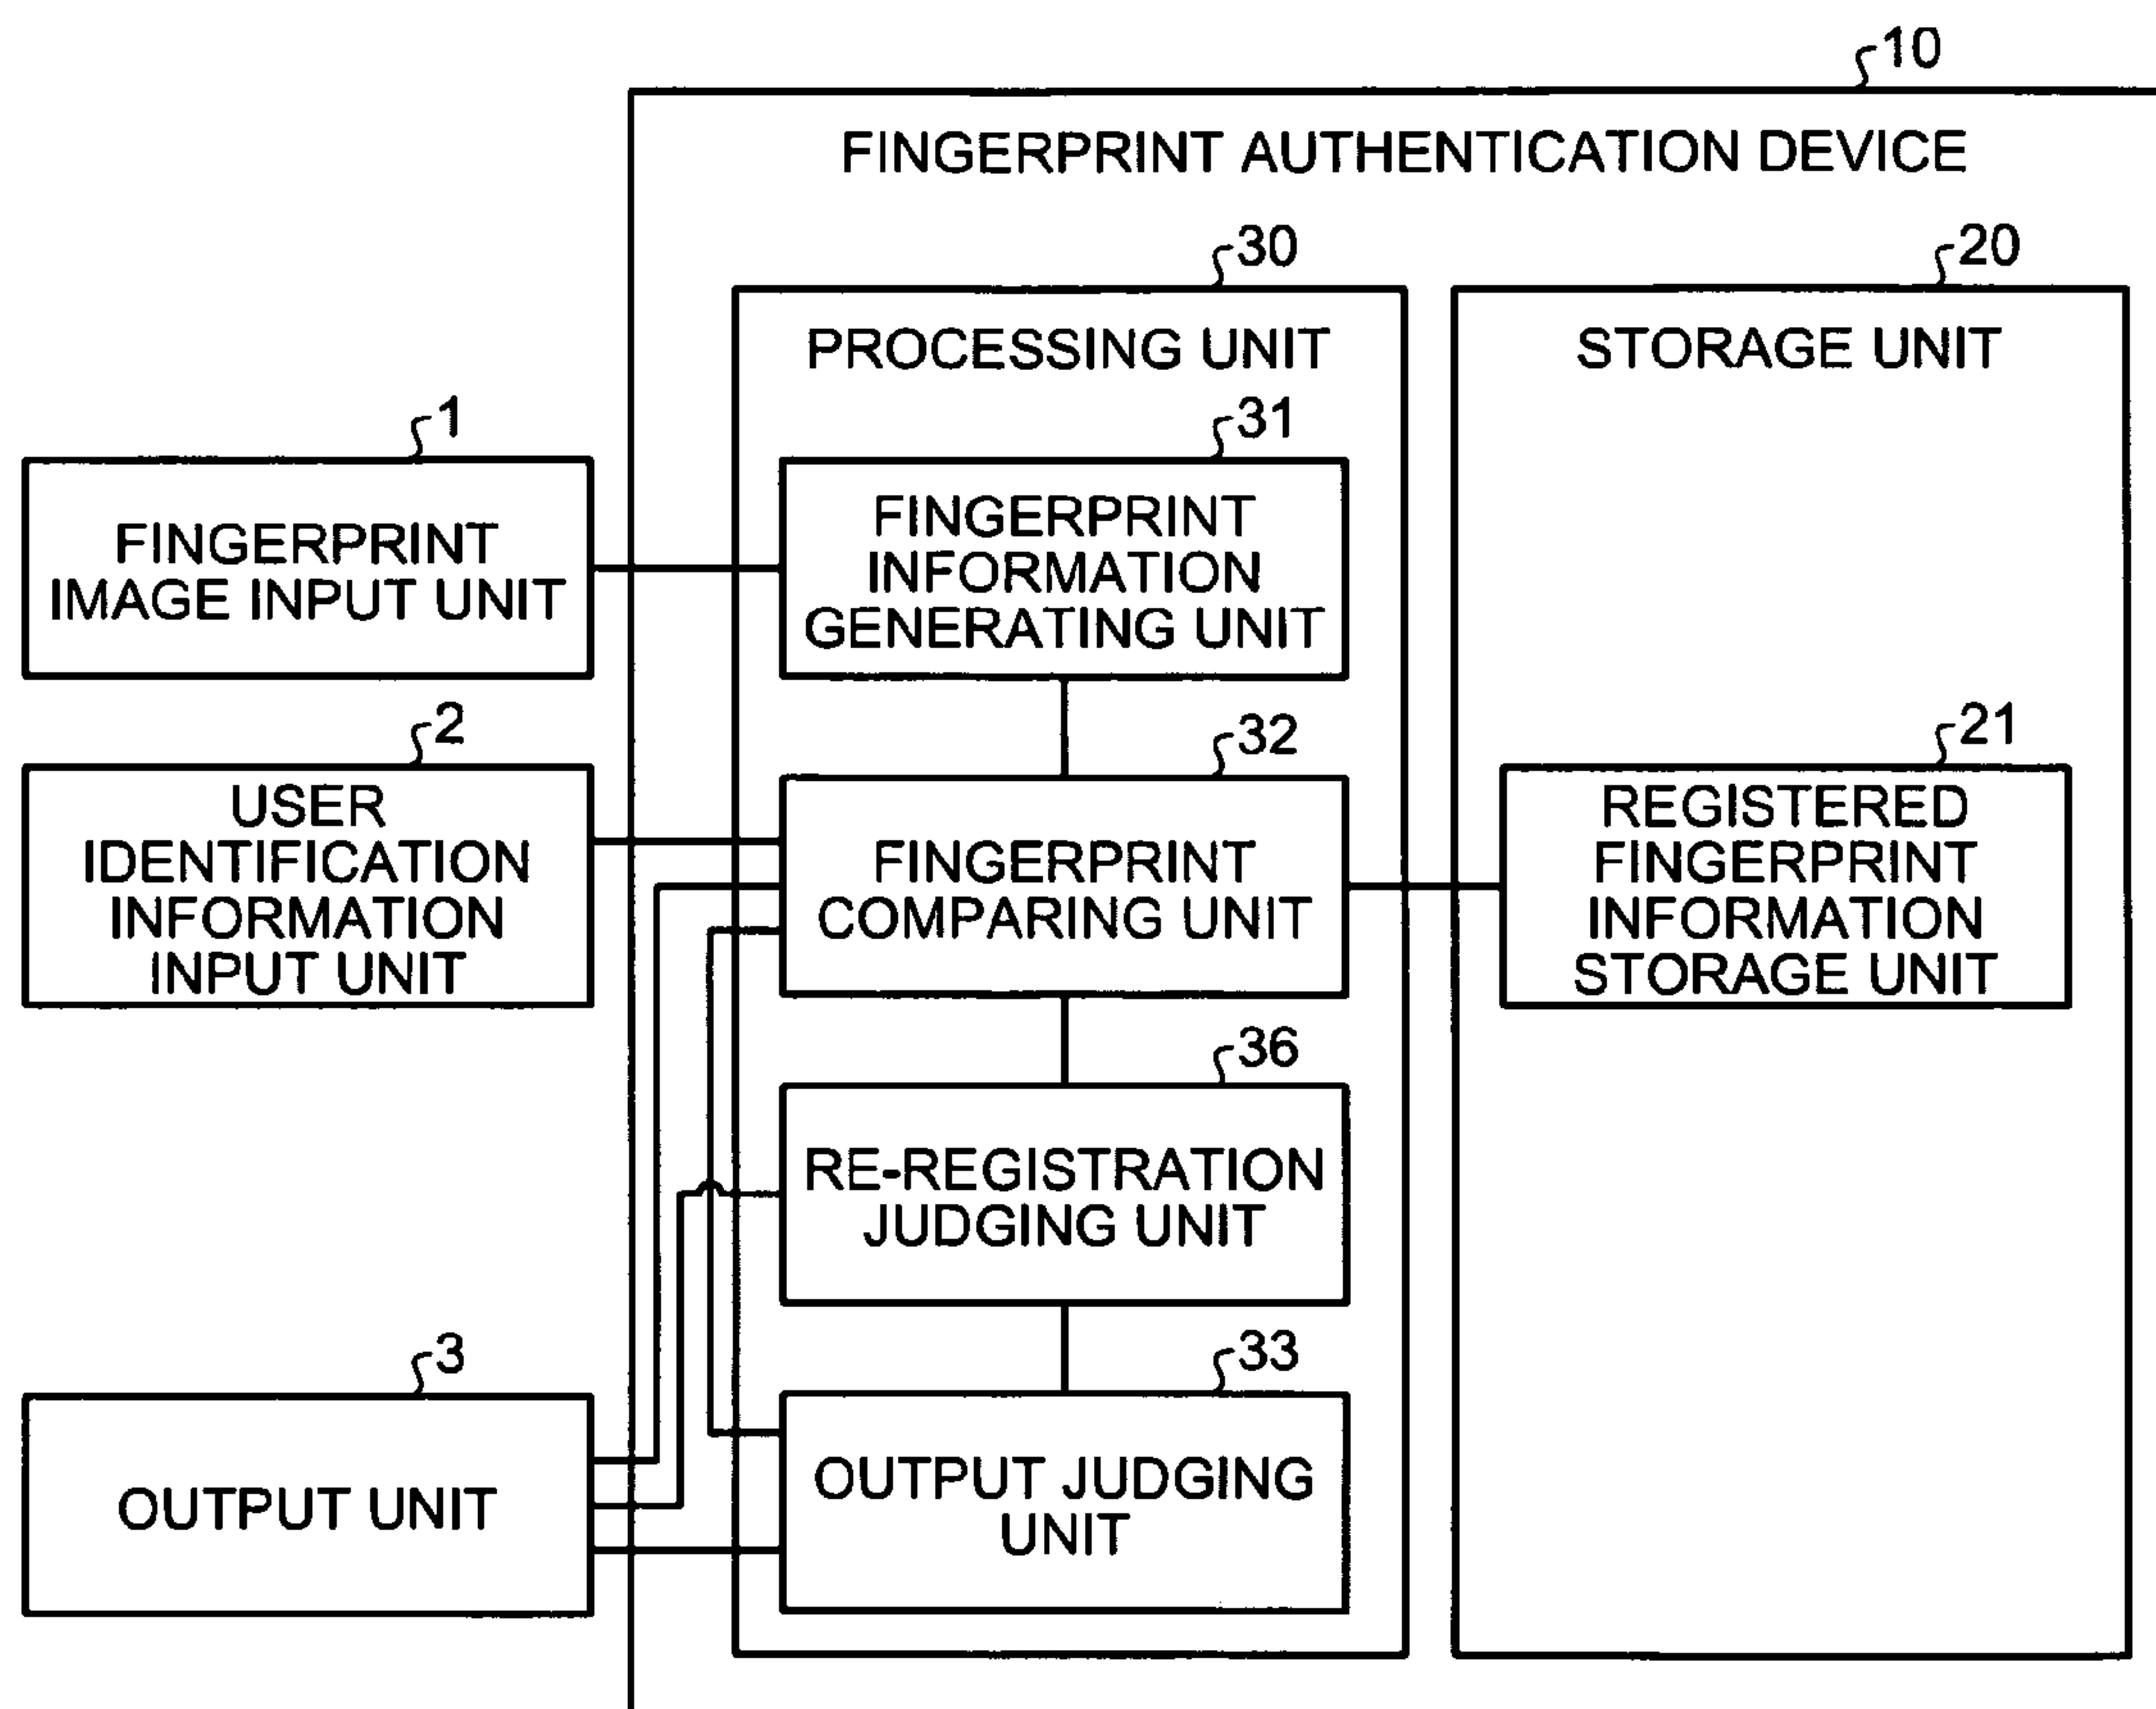 10
FINGERPRINT AUTHENTICATION DEVICE
30
PROCESSING UNIT
20
STORAGE UNIT
1
FINGERPRINT
IMAGE INPUT UNIT
31
FINGERPRINT
INFORMATION
GENERATING UNIT
2
USER
IDENTIFICATION
INFORMATION
INPUT UNIT
32
FINGERPRINT
COMPARING UNIT
21
REGISTERED
FINGERPRINT
INFORMATION
STORAGE UNIT
36
RE-REGISTRATION
JUDGING UNIT
3
OUTPUT UNIT
33
OUTPUT JUDGING
UNIT